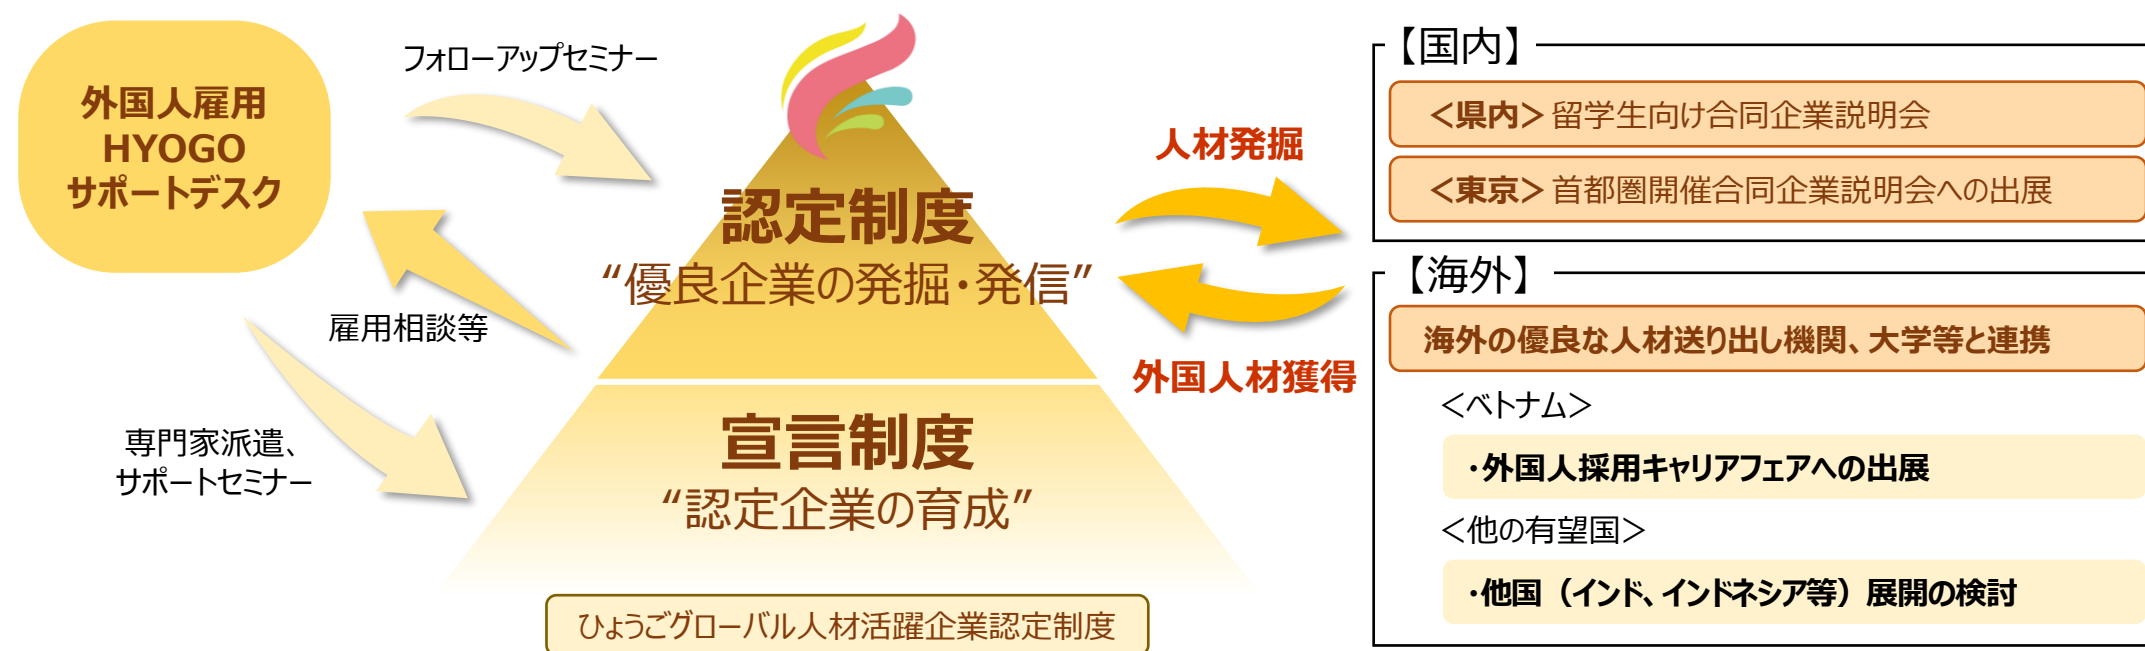 外国人雇用
HYOGO
サポートデスク
フォローアップセミナー
雇用相談等
専門家派遣、
サポートセミナー
認定制度
“優良企業の発掘・発信”
宣言制度
“認定企業の育成”
ひょうごグローバル人材活躍企業認定制度
人材発掘
外国人材獲得
【国内】
＜県内＞留学生向け合同企業説明会
＜東京＞首都圏開催合同企業説明会への出展
【海外】
海外の優良な人材送り出し機関、大学等と連携
＜ベトナム＞
・外国人採用キャリアフェアへの出展
＜他の有望国＞
・他国（インド、インドネシア等）展開の検討